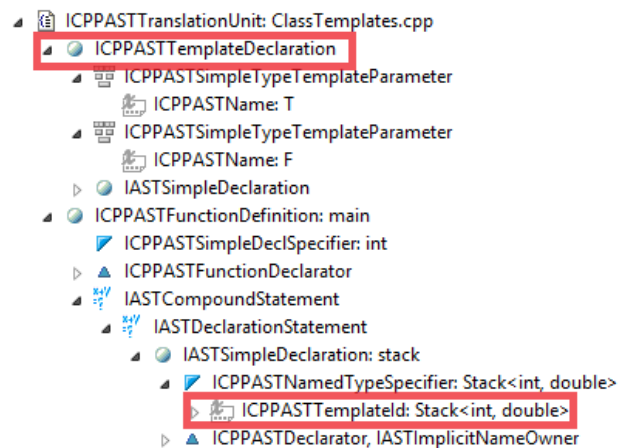 ICPPASTTranslationUnit: ClassTemplates.cpp
ICPPASTTemplateDeclaration
ICPPASTSimpleTypeTemplateParameter
ICPPASTName: T
ICPPASTSimpleTypeTemplateParameter
ICPPASTName: F
IASTSimpleDeclaration
ICPPASTFunctionDefinition: main
ICPPASTSimpleDeclSpecifier: int
ICPPASTFunctionDeclarator
IASTCompoundStatement
IASTDeclarationStatement
IASTSimpleDeclaration: stack
ICPPASTNamedTypeSpecifier: Stack<int, double>
ICPPASTTemplateId: Stack<int, double>
ICPPASTDeclarator, IASTImplicitNameOwner